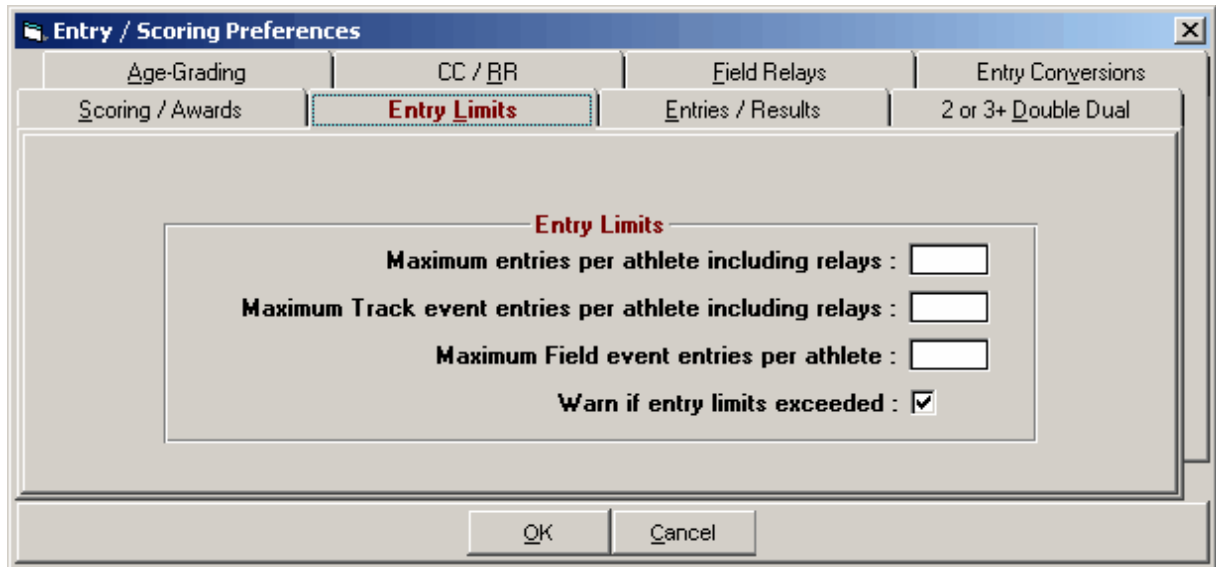 Entry / Scoring Preferences
Age-Grading
CC / RR
Field Relays
Entry Conversions
Scoring / Awards
Entry Limits
Entries / Results
2 or 3+ Double Dual
Entry Limits
Maximum entries per athlete including relays :
Maximum Track event entries per athlete including relays :
Maximum Field event entries per athlete :
Warn if entry limits exceeded :
OK
Cancel